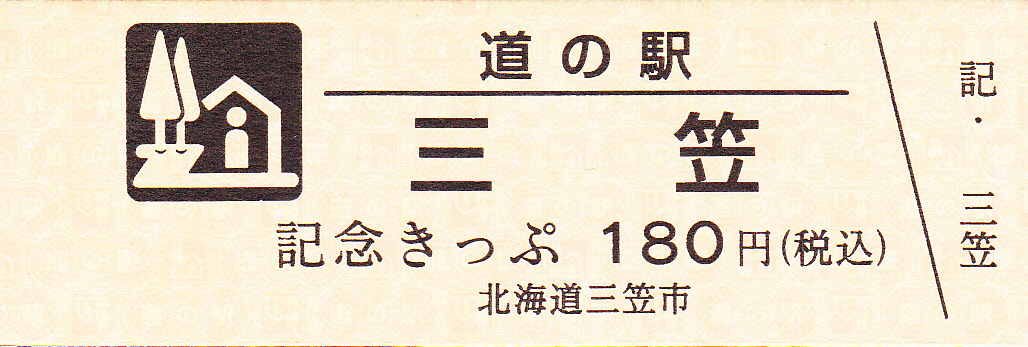 道の駅
三笠
記念きっぷ 180円(税込)
北海道三笠市
記・三笠